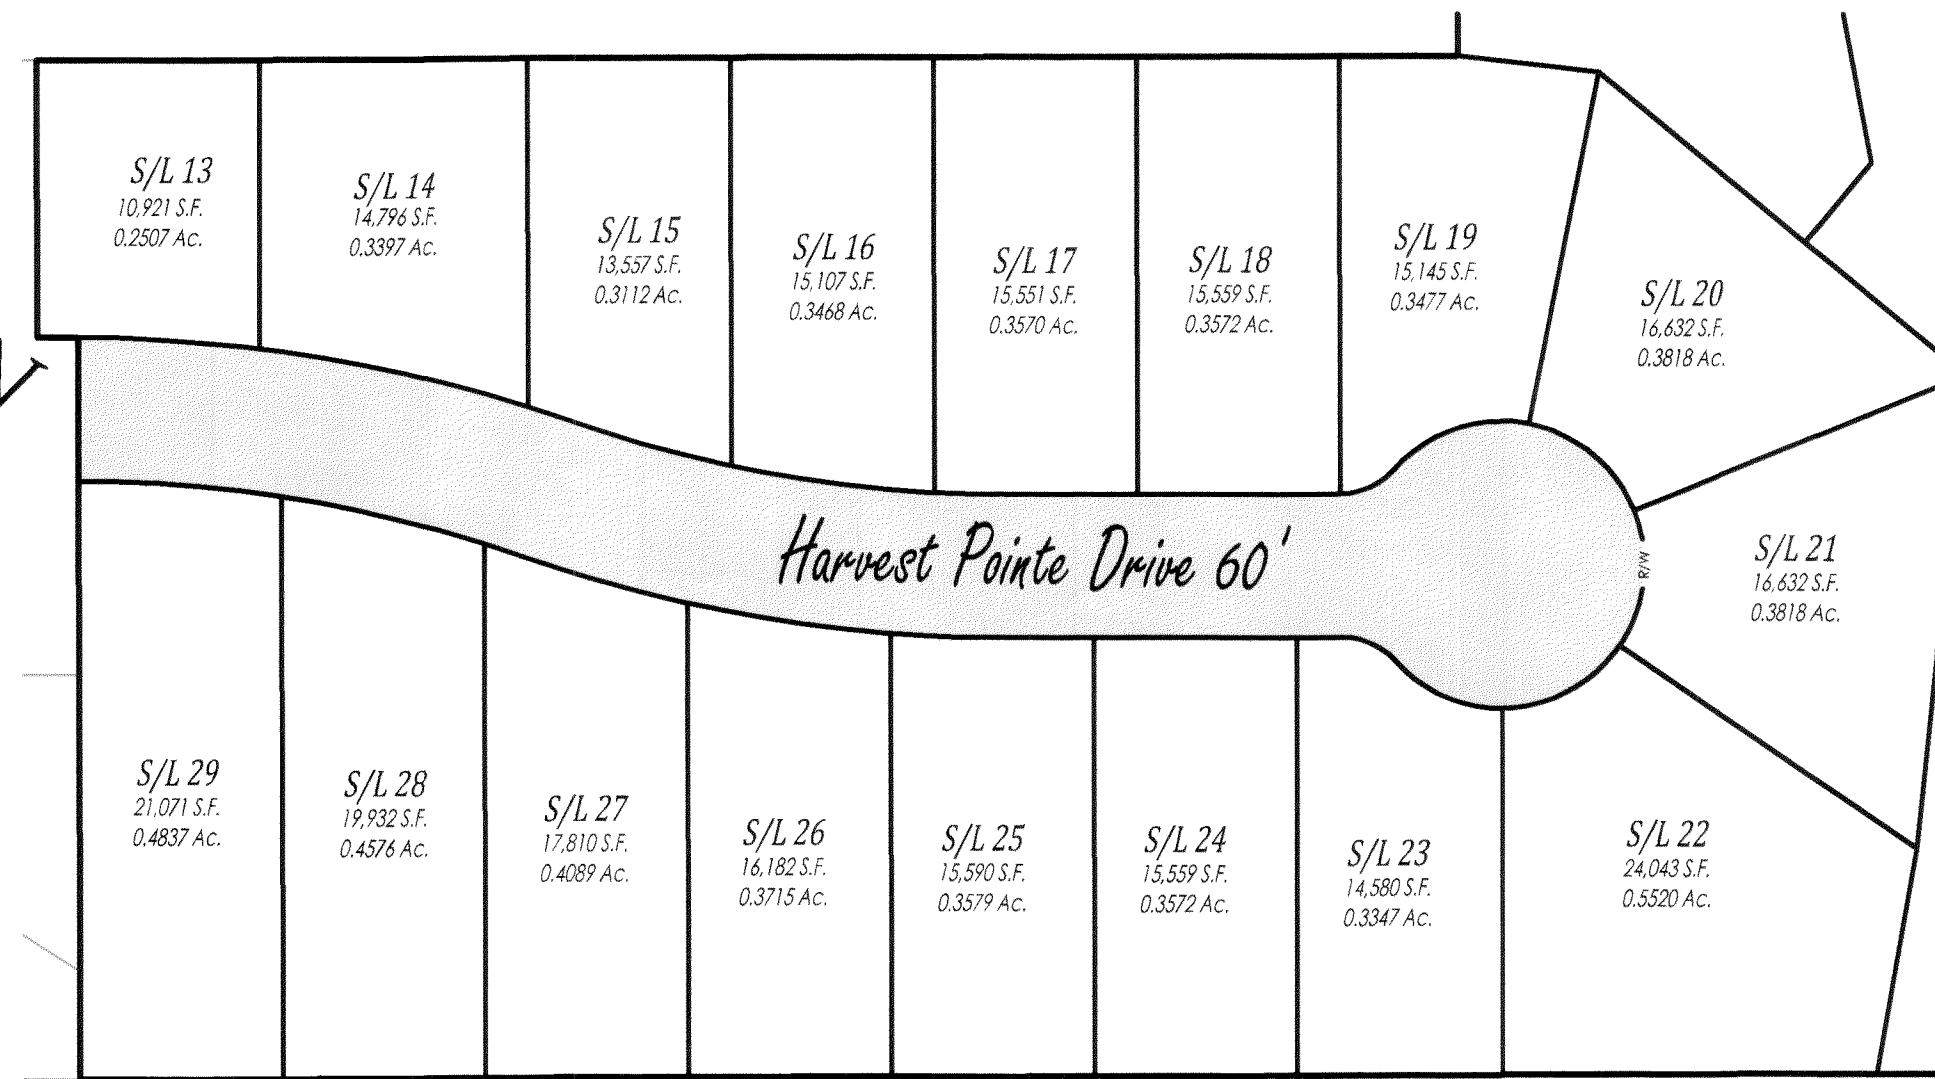 S/L 13
10,921 S.F.
0.2507 Ac.
S/L 14
14,796 S.F.
0.3397 Ac.
S/L 15
13,557 S.F.
0.3112 Ac.
S/L 16
15,107 S.F.
0.3468 Ac.
S/L 17
15,551 S.F.
0.3570 Ac.
S/L 18
15,559 S.F.
0.3572 Ac.
S/L 19
15,145 S.F.
0.3477 Ac.
S/L 20
16,632 S.F.
0.3818 Ac.
Harvest Pointe Drive 60'
R/W
S/L 21
16,632 S.F.
0.3818 Ac.
S/L 29
21,071 S.F.
0.4837 Ac.
S/L 28
19,932 S.F.
0.4576 Ac.
S/L 27
17,810 S.F.
0.4089 Ac.
S/L 26
16,182 S.F.
0.3715 Ac.
S/L 25
15,590 S.F.
0.3579 Ac.
S/L 24
15,559 S.F.
0.3572 Ac.
S/L 23
14,580 S.F.
0.3347 Ac.
S/L 22
24,043 S.F.
0.5520 Ac.